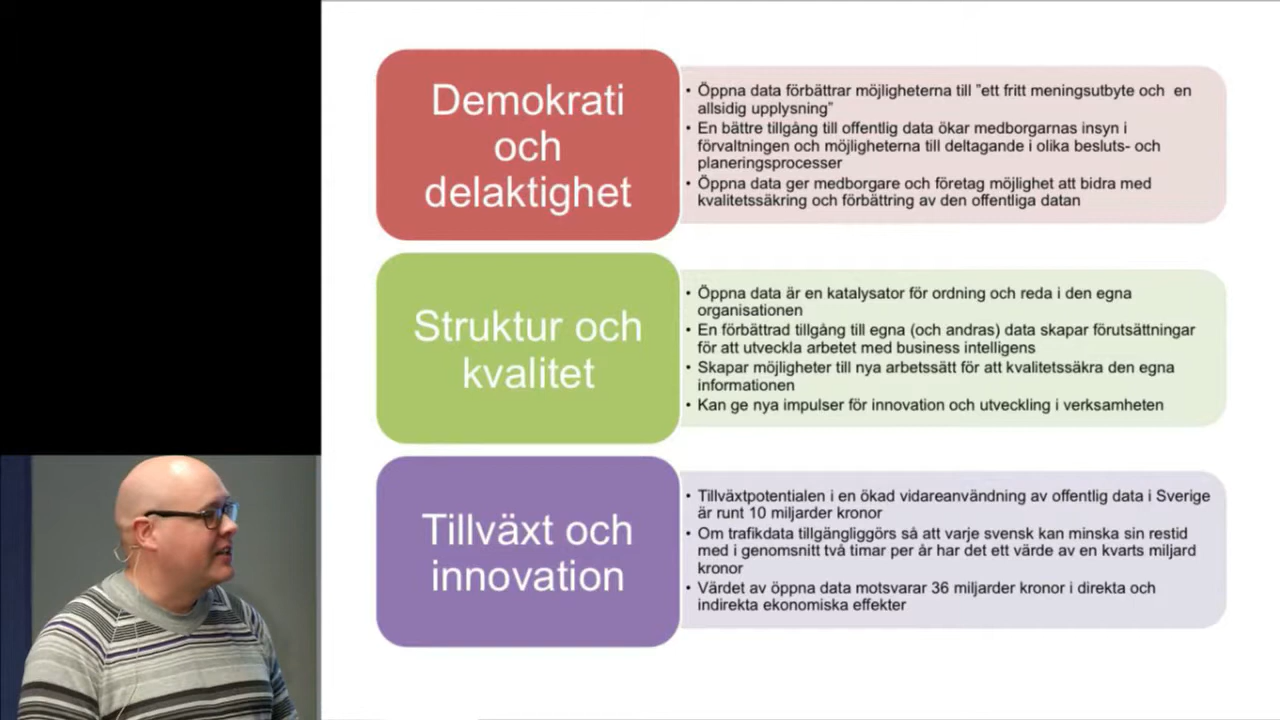 Demokrati
och
delaktighet
• Öppna data förbättrar möjligheterna till ”ett fritt meningsutbyte och en
allsidig upplysning”
• En bättre tillgång till offentlig data ökar medborgarnas insyn i
förvaltningen och möjligheterna till deltagande i olika besluts- och
planeringsprocesser
• Öppna data ger medborgare och företag möjlighet att bidra med
kvalitetssäkring och förbättring av den offentliga datan
Struktur och
kvalitet
• Öppna data är en katalysator för ordning och reda i den egna
organisationen
• En förbättrad tillgång till egna (och andras) data skapar förutsättningar
för att utveckla arbetet med business intelligens
• Skapar möjligheter till nya arbetssätt för att kvalitetssäkra den egna
informationen
• Kan ge nya impulser för innovation och utveckling i verksamheten
Tillväxt och
innovation
• Tillväxtpotentialen i en ökad vidareanvändning av offentlig data i Sverige
är runt 10 miljarder kronor
• Om trafikdata tillgängliggörs så att varje svensk kan minska sin restid
med i genomsnitt två timar per år har det ett värde av en kvarts miljard
kronor
• Värdet av öppna data motsvarar 36 miljarder kronor i direkta och
indirekta ekonomiska effekter